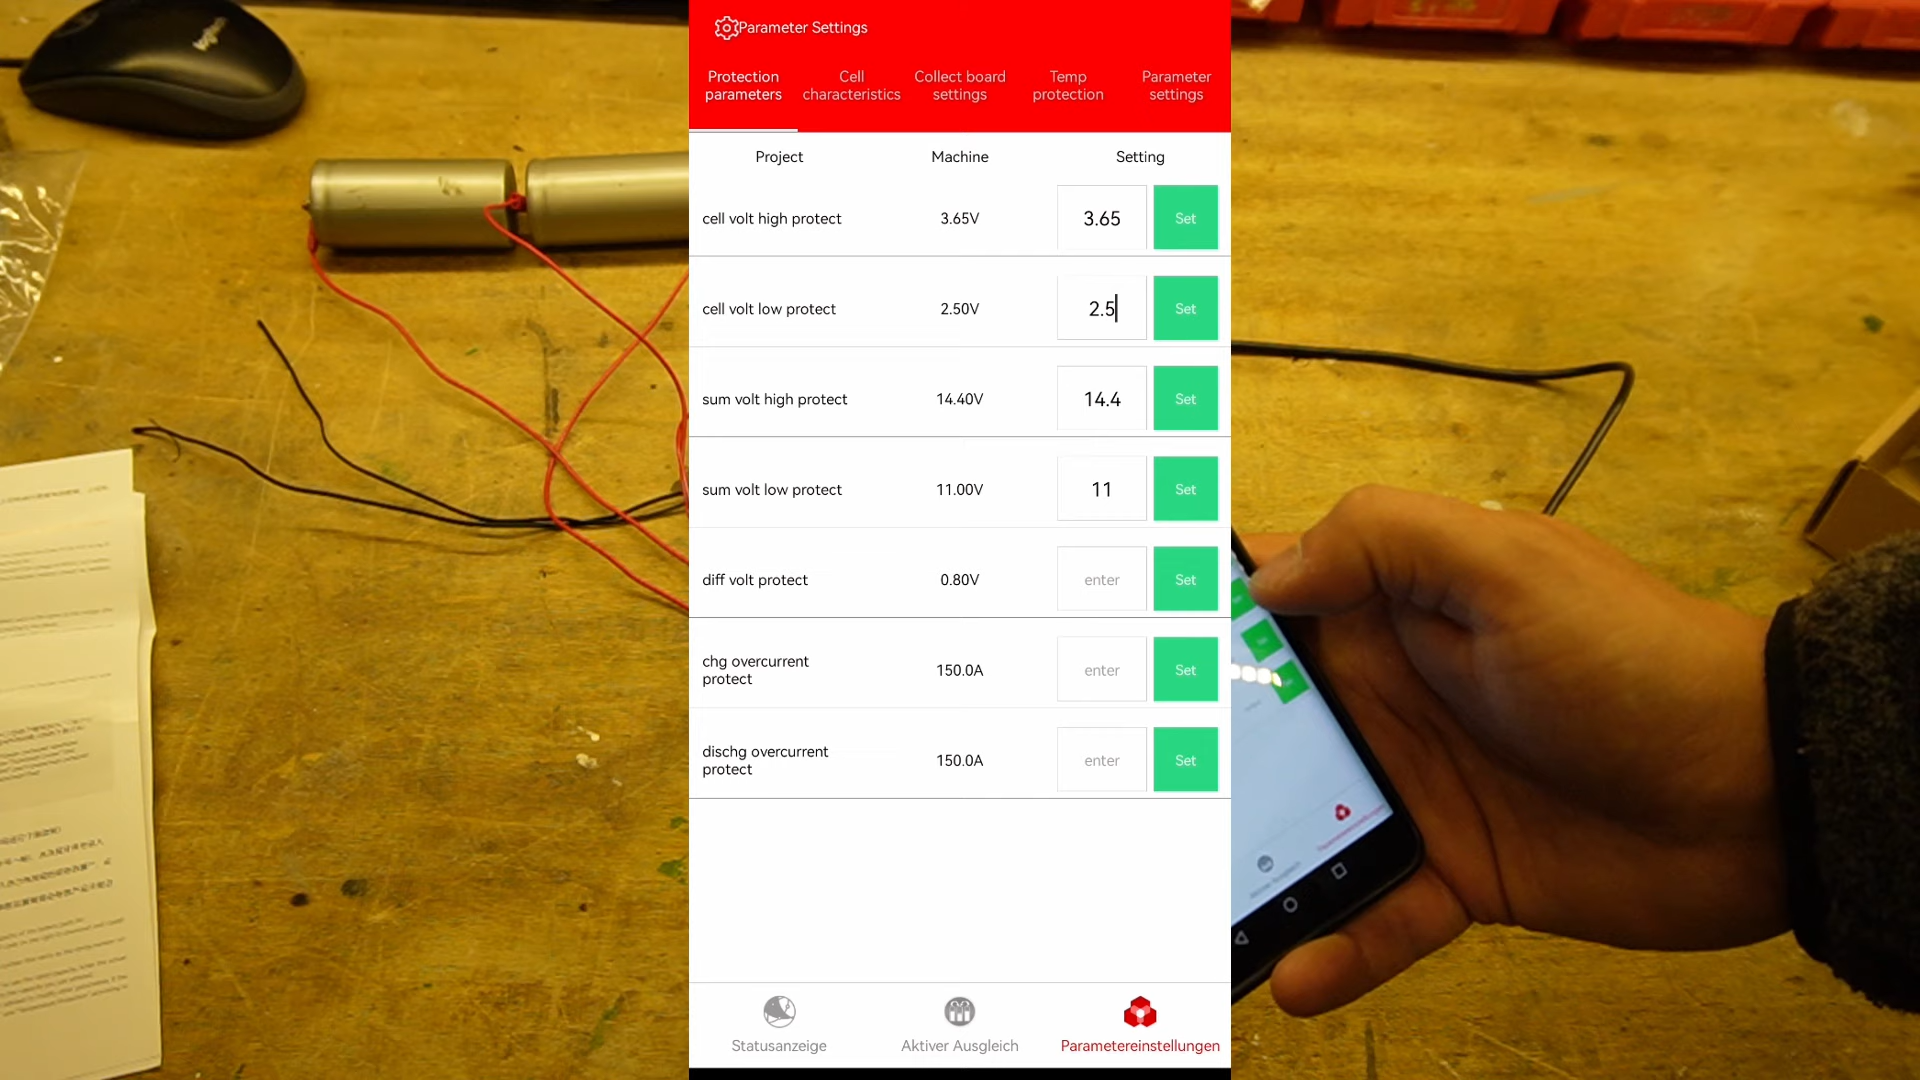 Parameter Settings
Protection parameters
Cell characteristics
Collect board settings
Temp protection
Parameter settings
Project Machine Setting
cell volt high protect 3.65V 3.65 Set
cell volt low protect 2.50V 2.5 Set
sum volt high protect 14.40V 14.4 Set
sum volt low protect 11.00V 11 Set
diff volt protect 0.80V enter Set
chg overcurrent protect 150.0A enter Set
dischg overcurrent protect 150.0A enter Set
Statusanzeige Aktiver Ausgleich Parametereinstellungen
logitech